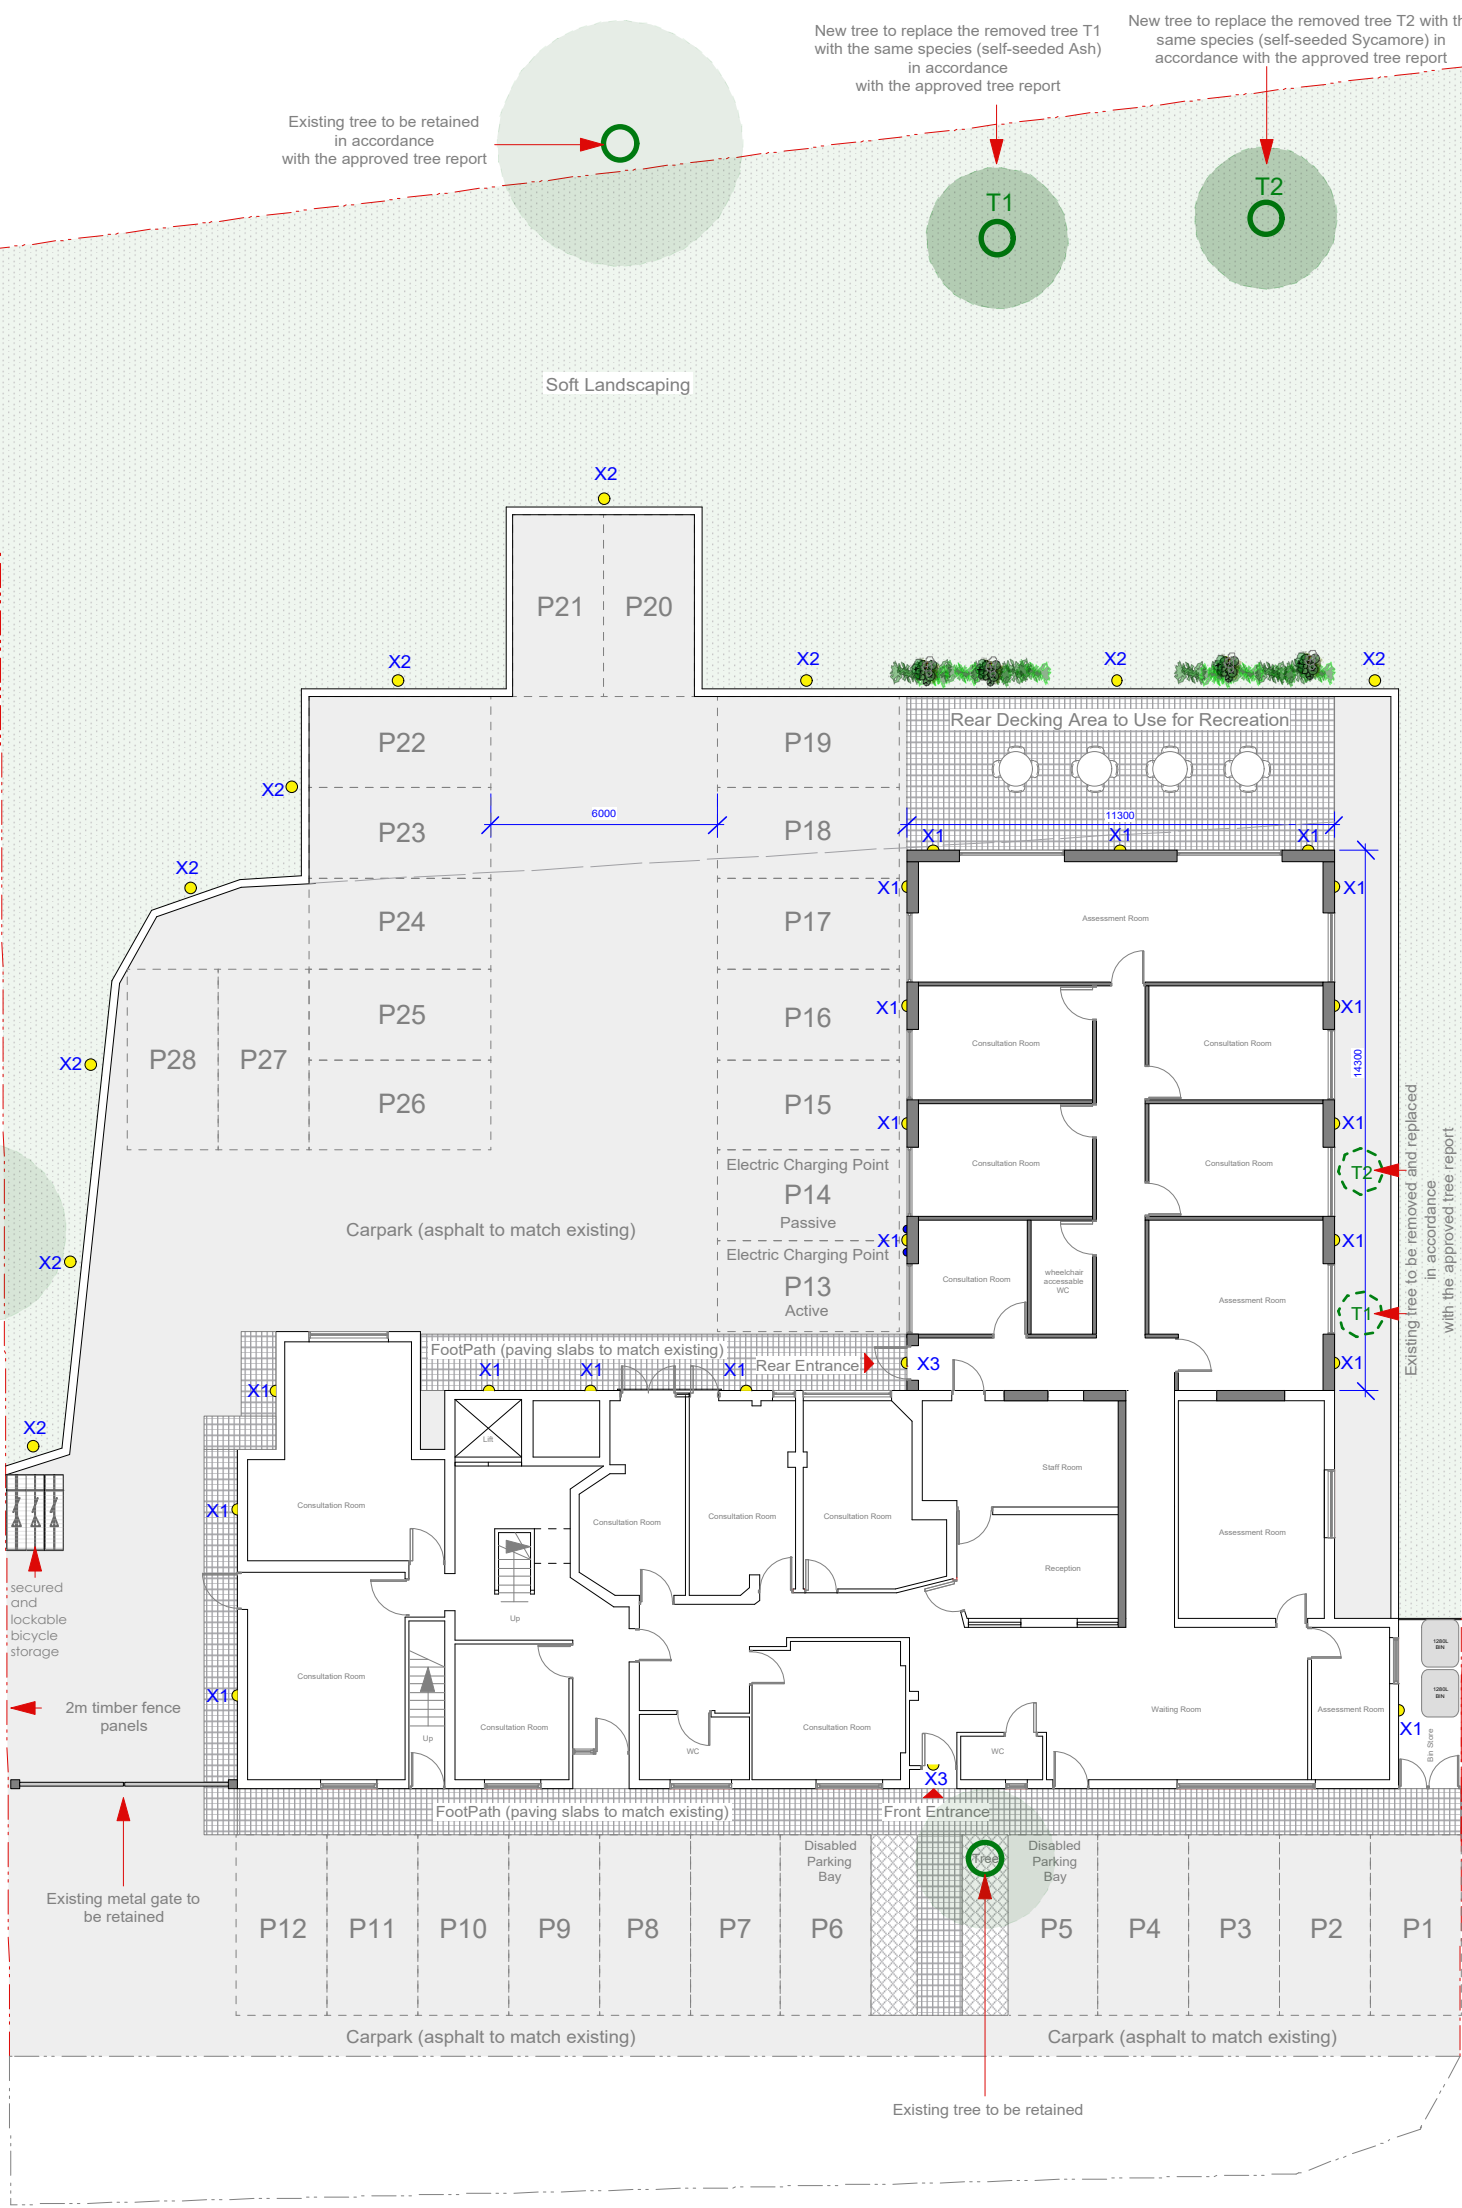 New tree to replace the removed tree T1
with the same species (self-seeded Ash)
in accordance
with the approved tree report
New tree to replace the removed tree T2 with
same species (self-seeded Sycamore) in
accordance with the approved tree report
Existing tree to be retained
in accordance
with the approved tree report
T1
T2
Soft Landscaping
X2
P21
P20
X2
X2
X2
X2
Rear Decking Area to Use for Recreation
P22
P19
X2
6000
11300
P23
P18
X1
X1
X1
X2
X1
X1
P24
P17
Assessment Room
X1
X1
P25
P16
Consultation Room
Consultation Room
14300
X2
P28
P27
P26
P15
X1
X1
Electric Charging Point
P14
Passive
Consultation Room
Consultation Room
T2
Existing tree to be removed and replaced
in accordance
with the approved tree report
Carpark (asphalt to match existing)
X1
X1
X2
Electric Charging Point
P13
Active
Consultation Room
wheelchair
accessable
WC
Assessment Room
T1
FootPath (paving slabs to match existing)
Rear Entrance
X3
X1
X1
X1
X1
X1
X2
Lift
Staff Room
Consultation Room
X1
Consultation Room
Consultation Room
Consultation Room
Assessment Room
Reception
secured
and
lockable
bicycle
storage
Up
1280L
BIN
1280L
BIN
Consultation Room
X1
2m timber fence
panels
Up
Consultation Room
WC
Consultation Room
WC
Waiting Room
Assessment Room
X1
Bin Store
X3
FootPath (paving slabs to match existing)
Front Entrance
Disabled
Parking
Bay
Tree
Disabled
Parking
Bay
Existing metal gate to
be retained
P12
P11
P10
P9
P8
P7
P6
P5
P4
P3
P2
P1
Carpark (asphalt to match existing)
Carpark (asphalt to match existing)
Existing tree to be retained